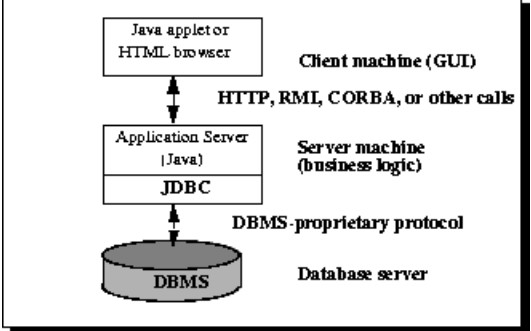 Java applet or
HTML browser
Client machine (GUI)
HTTP, RMI, CORBA, or other calls
Application Server
(Java)
JDBC
Server machine
(business logic)
DBMS-proprietary protocol
DBMS
Database server